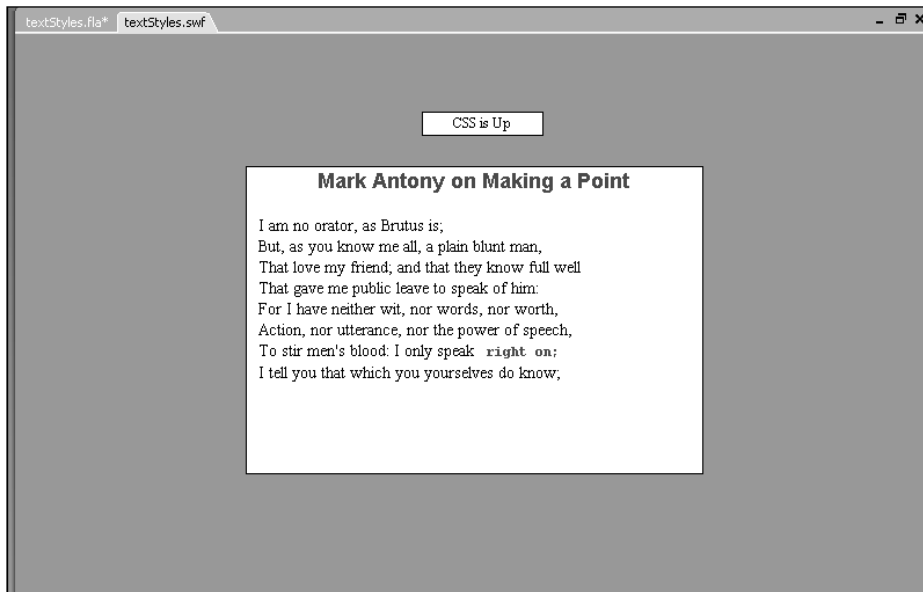 textStyles.fla* textStyles.swf
CSS is Up
Mark Antony on Making a Point
I am no orator, as Brutus is;
But, as you know me all, a plain blunt man,
That love my friend; and that they know full well
That gave me public leave to speak of him:
For I have neither wit, nor words, nor worth,
Action, nor utterance, nor the power of speech,
To stir men's blood: I only speak right on;
I tell you that which you yourselves do know;